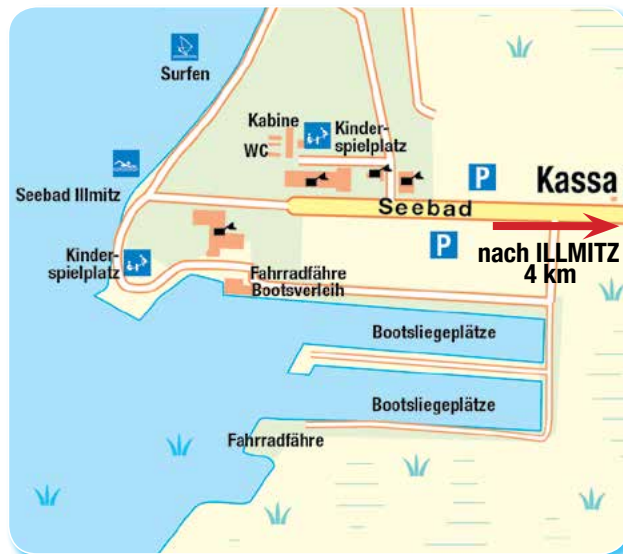 Surfen
Kabine
Kinder-
spielplatz
WC
P
Kassa
Seebad Illmitz
Seebad
P
nach ILLMITZ
4 km
Kinder-
spielplatz
Fahrradfähre
Bootsverleih
Bootsliegeplätze
Bootsliegeplätze
Fahrradfähre